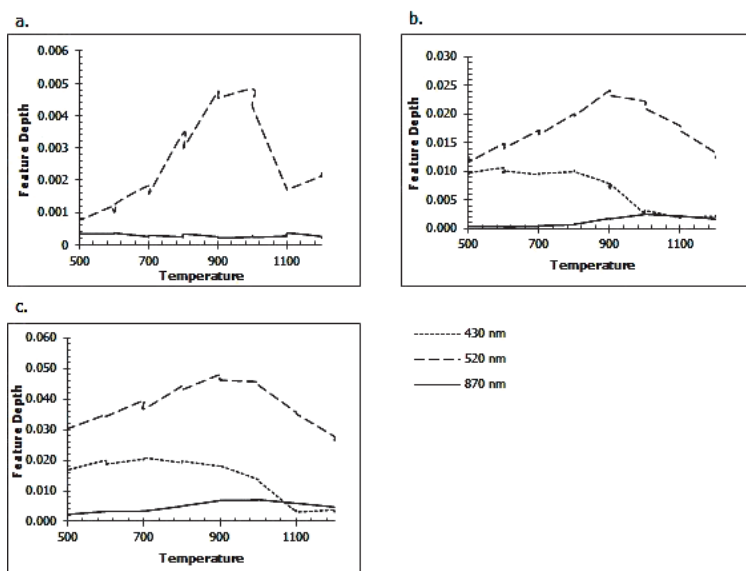 a.
0.006
0.005
0.004
0.003
0.002
0.001
0
Feature Depth
500 700 900 1100
Temperature
b.
0.030
0.025
0.020
0.015
0.010
0.005
0.000
Feature Depth
500 700 900 1100
Temperature
c.
0.060
0.050
0.040
0.030
0.020
0.010
0.000
Feature Depth
500 700 900 1100
Temperature
430 nm
520 nm
870 nm